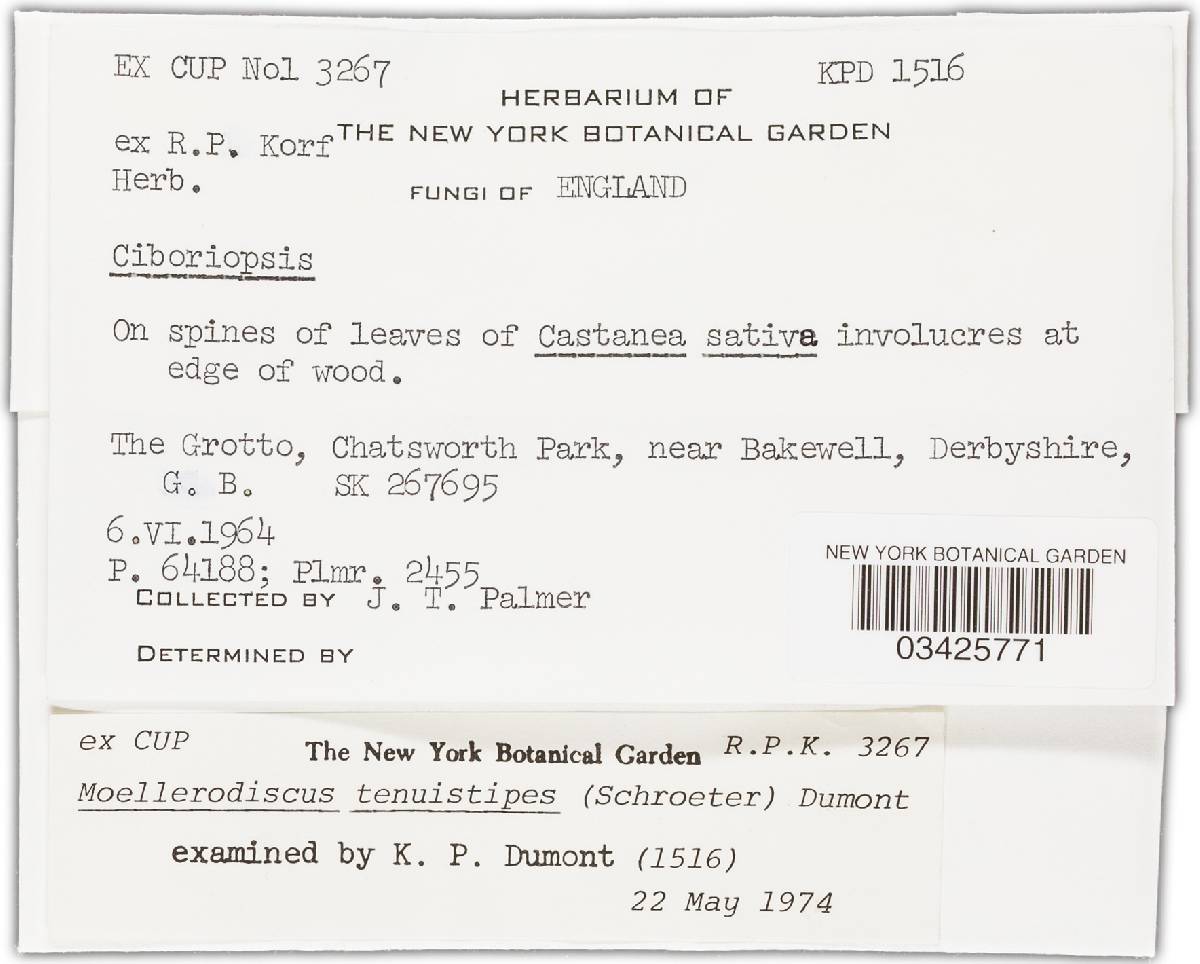 EX CUP No1 3267 KPD 1516
HERBARIUM OF
THE NEW YORK BOTANICAL GARDEN
ex R.P. Korf
Herb.
FUNGI OF ENGLAND
Ciboriopsis
On spines of leaves of Castanea sativa involucres at
edge of wood.
The Grotto, Chatsworth Park, near Bakewell, Derbyshire,
G. B. SK 267695
6.VI.1964
P. 64188; Plmr. 2455
COLLECTED BY J. T. Palmer
DETERMINED BY
NEW YORK BOTANICAL GARDEN
03425771
ex CUP The New York Botanical Garden R.P.K. 3267
Moellerodiscus tenuistipes (Schroeter) Dumont
examined by K. P. Dumont (1516)
22 May 1974